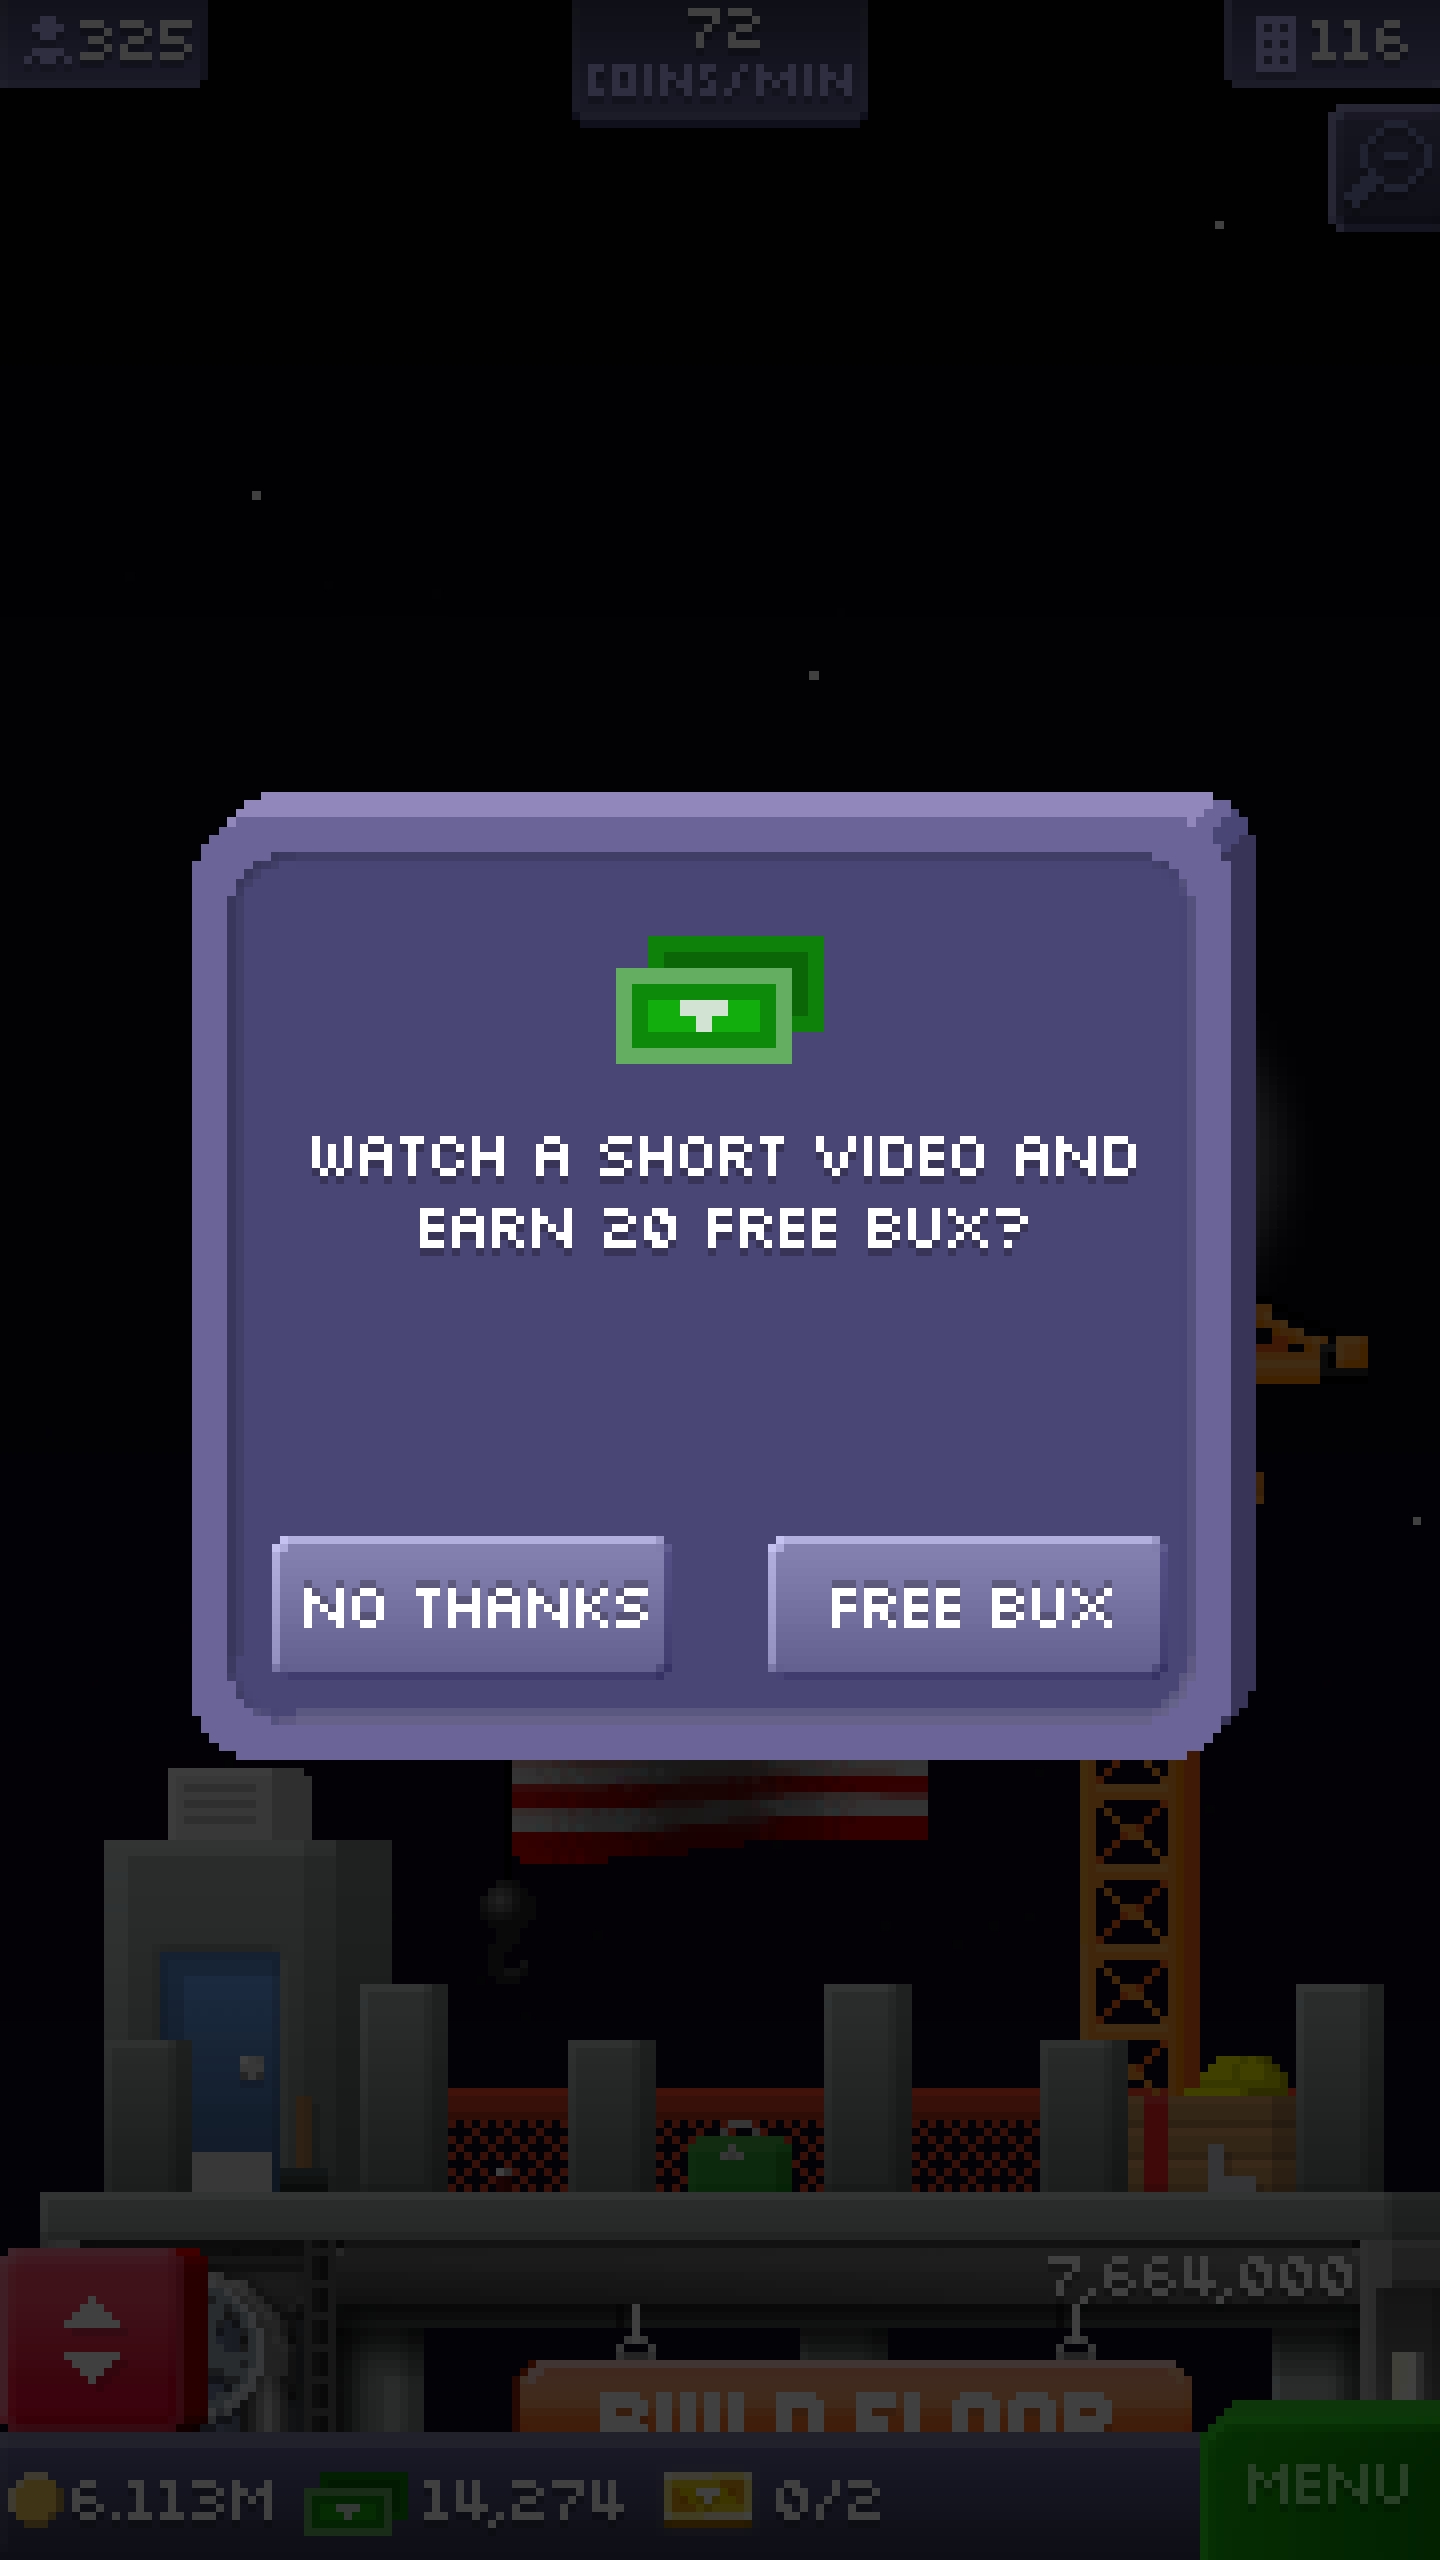 325
72
COINS/MIN
116
WATCH A SHORT VIDEO AND
EARN 20 FREE BUX?
NO THANKS
FREE BUX
7,664,000
BUILD FLOOR
6.113M
14,274
0/2
MENU